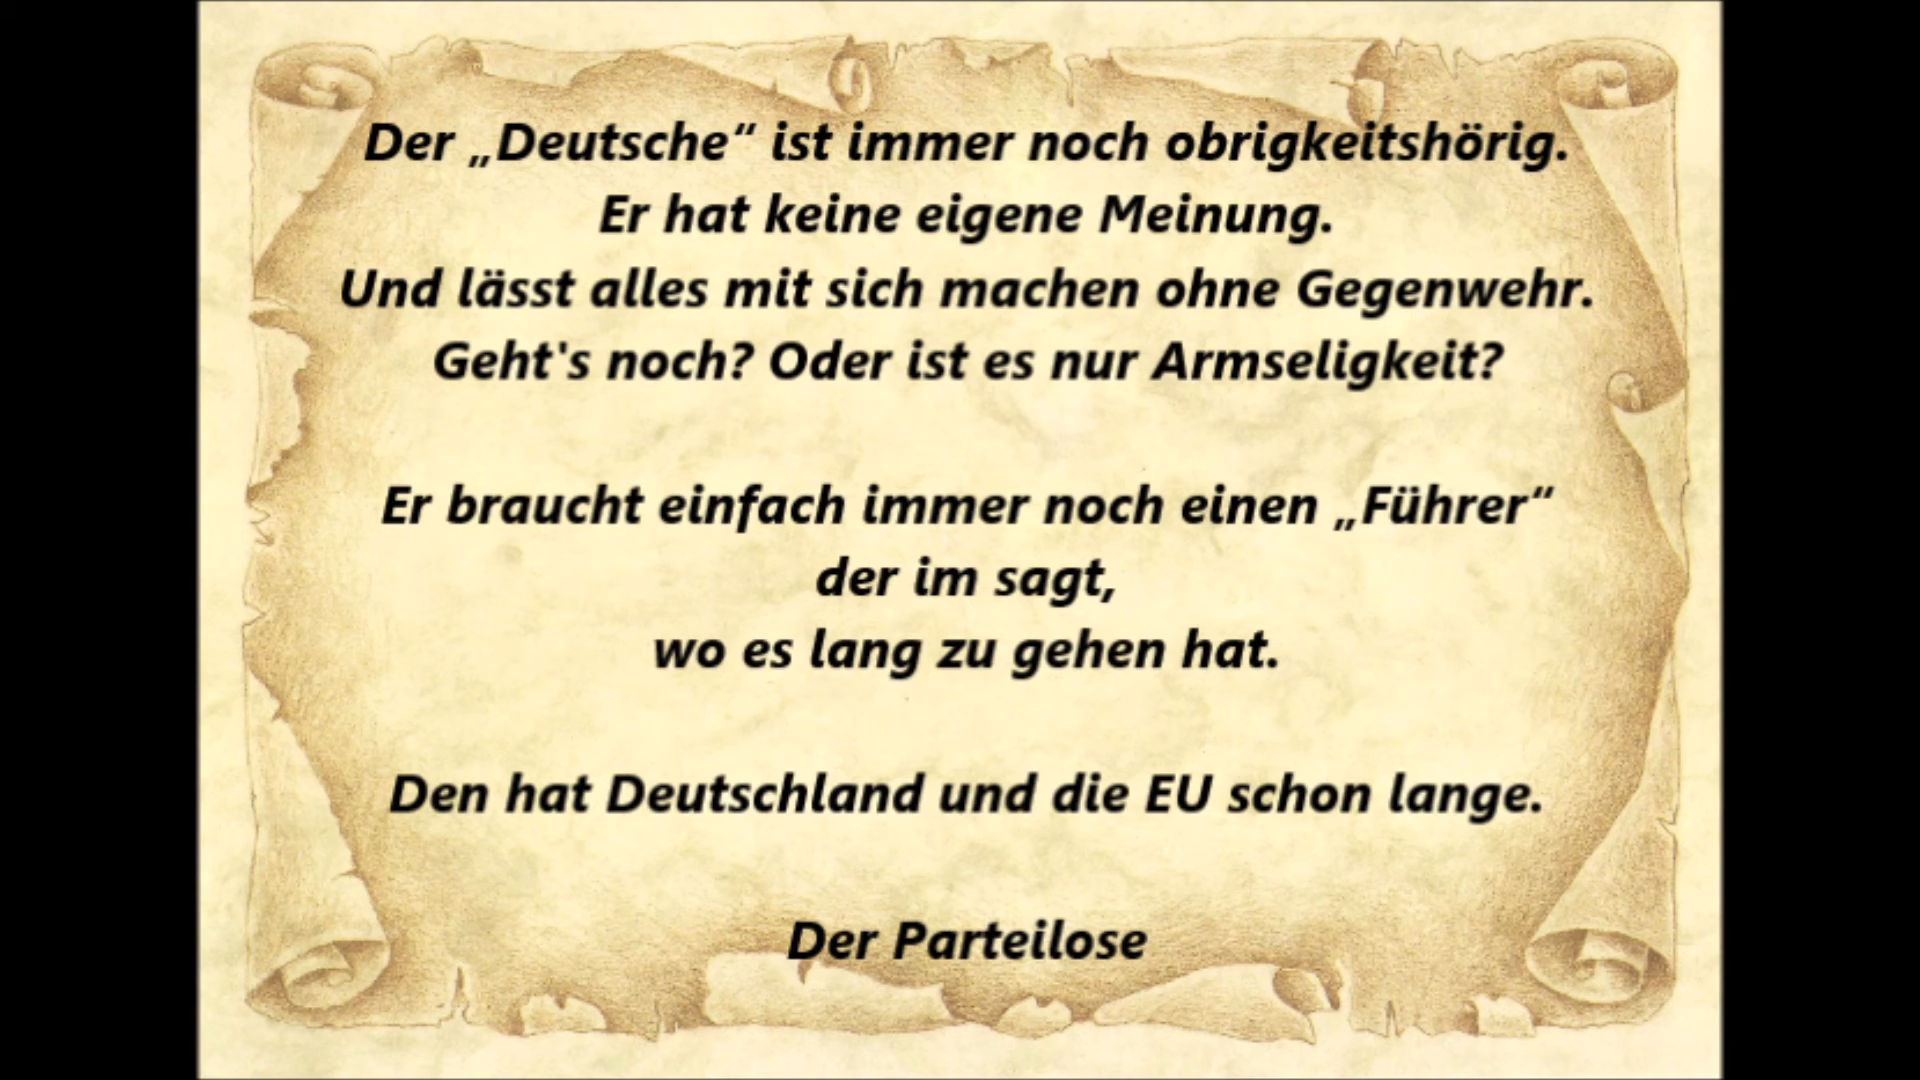 Der „Deutsche“ ist immer noch obrigkeitshörig.
Er hat keine eigene Meinung.
Und lässt alles mit sich machen ohne Gegenwehr.
Geht's noch? Oder ist es nur Armseligkeit?
Er braucht einfach immer noch einen „Führer“
der im sagt,
wo es lang zu gehen hat.
Den hat Deutschland und die EU schon lange.
Der Parteilose